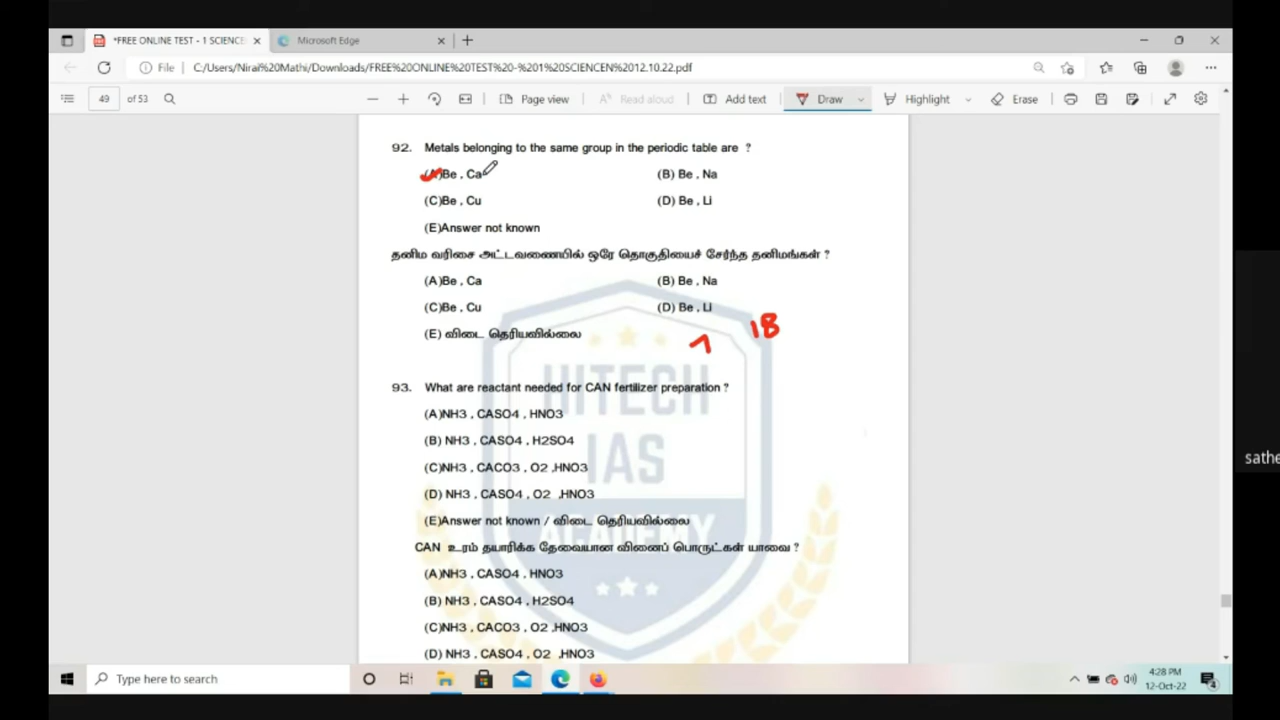 *FREE ONLINE TEST - 1 SCIENCE
Microsoft Edge
File
C:/Users/Nirai%20Mathi/Downloads/FREE%20ONLINE%20TEST%20-%201%20SCIENCEN%2012.10.22.pdf
49 of 53
Page view
Read aloud
Add text
Draw
Highlight
Erase
92. Metals belonging to the same group in the periodic table are ?
(A)Be , Ca (B) Be , Na
(C)Be , Cu (D) Be , Li
(E)Answer not known
தனிம வரிசை அட்டவணையில் ஒரே தொகுதியைச் சேர்ந்த தனிமங்கள் ?
(A)Be , Ca (B) Be , Na
(C)Be , Cu (D) Be , Li
(E) விடை தெரியவில்லை
18
93. What are reactant needed for CAN fertilizer preparation ?
(A)NH3 , CASO4 , HNO3
(B) NH3 , CASO4 , H2SO4
(C)NH3 , CACO3 , O2 ,HNO3
(D) NH3 , CASO4 , O2 ,HNO3
(E)Answer not known / விடை தெரியவில்லை
CAN உரம் தயாரிக்க தேவையான வினைப் பொருட்கள் யாவை ?
(A)NH3 , CASO4 , HNO3
(B) NH3 , CASO4 , H2SO4
(C)NH3 , CACO3 , O2 ,HNO3
(D) NH3 , CASO4 , O2 ,HNO3
HITECH
IAS
ACADEMY
sathe
Type here to search
4:28 PM
12-Oct-22
4